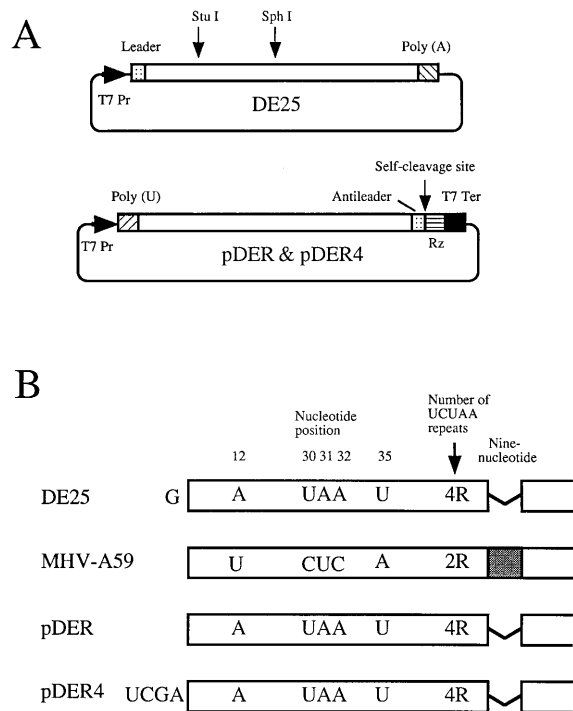 A
Stu I Sph I
Leader Poly (A)
T7 Pr
DE25
Self-cleavage site
Poly (U) Antileader T7 Ter
T7 Pr Rz
pDER & pDER4
B
Nucleotide position
Number of UCUAA repeats
Nine-nucleotide
12 30 31 32 35
DE25 G A UAA U 4R
MHV-A59 U CUC A 2R
pDER A UAA U 4R
pDER4 UCGA A UAA U 4R